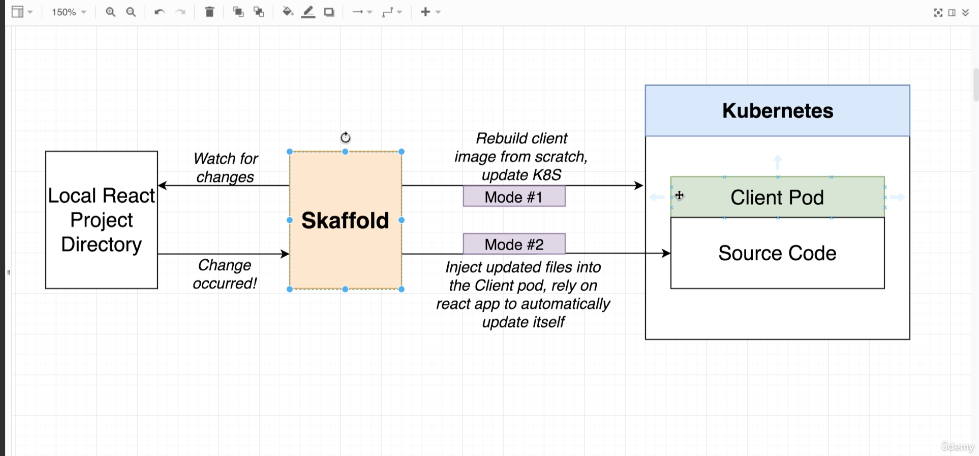 150%
Kubernetes
Rebuild client
image from scratch,
update K8S
Watch for
changes
Mode #1
Client Pod
Local React
Project
Directory
Skaffold
Mode #2
Source Code
Change
occurred!
Inject updated files into
the Client pod, rely on
react app to automatically
update itself
ûdemy